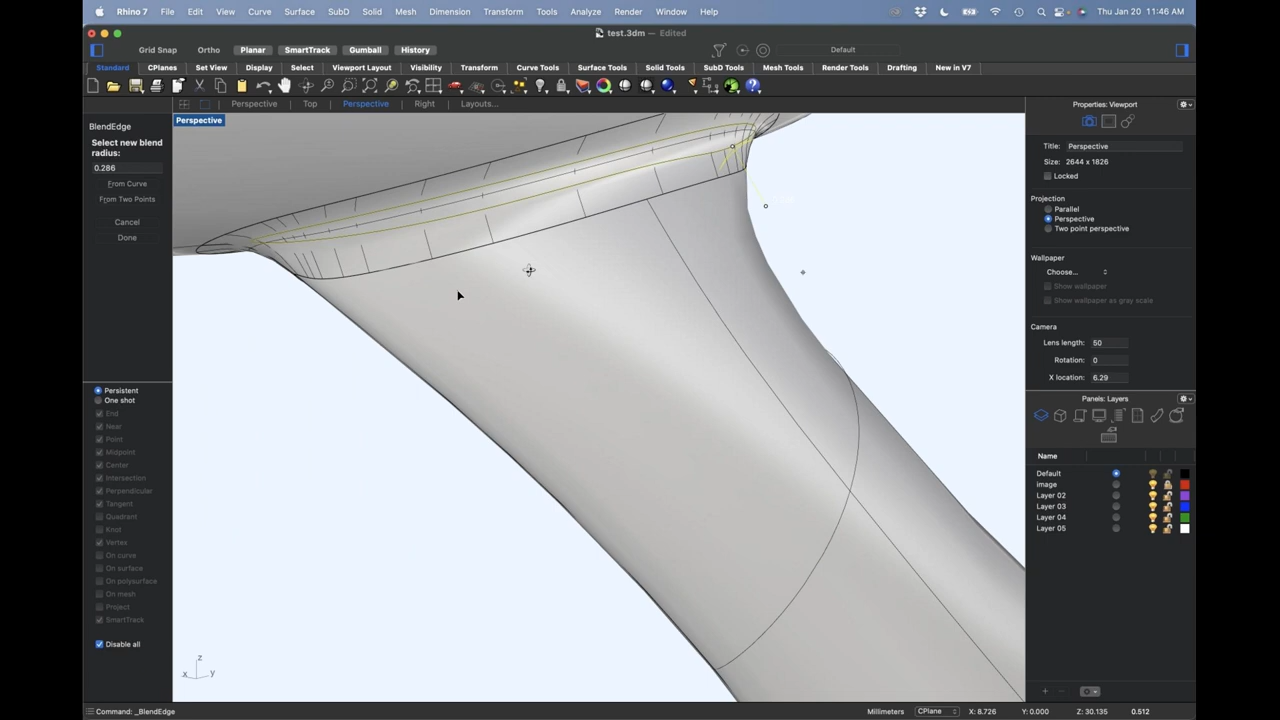 Rhino 7 File Edit View Curve Surface SubD Solid Mesh Dimension Transform Tools Analyze Render Window Help Thu Jan 20 11:46 AM
test.3dm — Edited
Grid Snap Ortho Planar SmartTrack Gumball History Default
Standard CPlanes Set View Display Select Viewport Layout Visibility Transform Curve Tools Surface Tools Solid Tools SubD Tools Mesh Tools Render Tools Drafting New in V7
Perspective Top Perspective Right Layouts...
Perspective
BlendEdge
Select new blend
radius:
0.286
From Curve
From Two Points
Cancel
Done
Persistent
One shot
End
Near
Point
Midpoint
Center
Intersection
Perpendicular
Tangent
Quadrant
Knot
Vertex
On curve
On surface
On polysurface
On mesh
Project
SmartTrack
Disable all
z
x y
Properties: Viewport
Title: Perspective
Size: 2644 x 1826
Locked
Projection
Parallel
Perspective
Two point perspective
Wallpaper
Choose...
Show wallpaper
Show wallpaper as gray scale
Camera
Lens length: 50
Rotation: 0
X location: 6.29
Panels: Layers
Name
Default
image
Layer 02
Layer 03
Layer 04
Layer 05
Command: _BlendEdge Millimeters CPlane X: 8.726 Y: 0.000 Z: 30.135 0.512